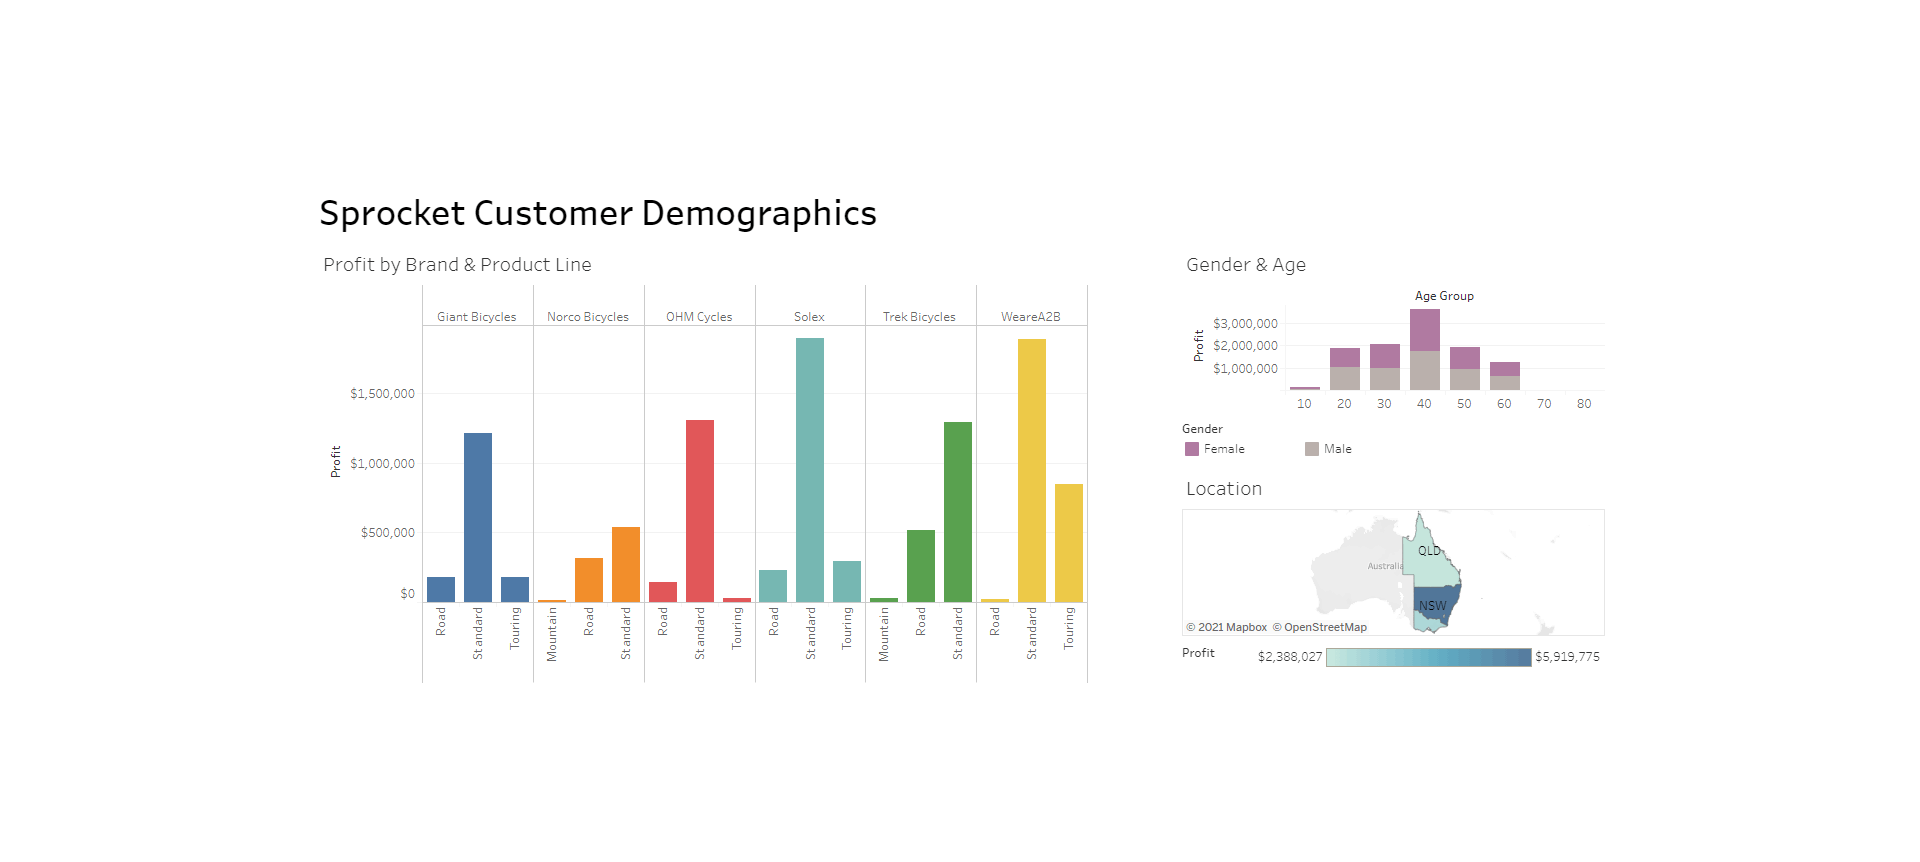 Sprocket Customer Demographics
Profit by Brand & Product Line
Giant Bicycles Norco Bicycles OHM Cycles Solex Trek Bicycles WeareA2B
Profit
$1,500,000
$1,000,000
$500,000
$0
Road Standard Touring Mountain Road Standard Road Standard Touring Road Standard Touring Mountain Road Standard Road Standard Touring
Gender & Age
Age Group
Profit
$3,000,000
$2,000,000
$1,000,000
10 20 30 40 50 60 70 80
Gender
Female Male
Location
QLD
Australia
NSW
© 2021 Mapbox © OpenStreetMap
Profit $2,388,027 $5,919,775